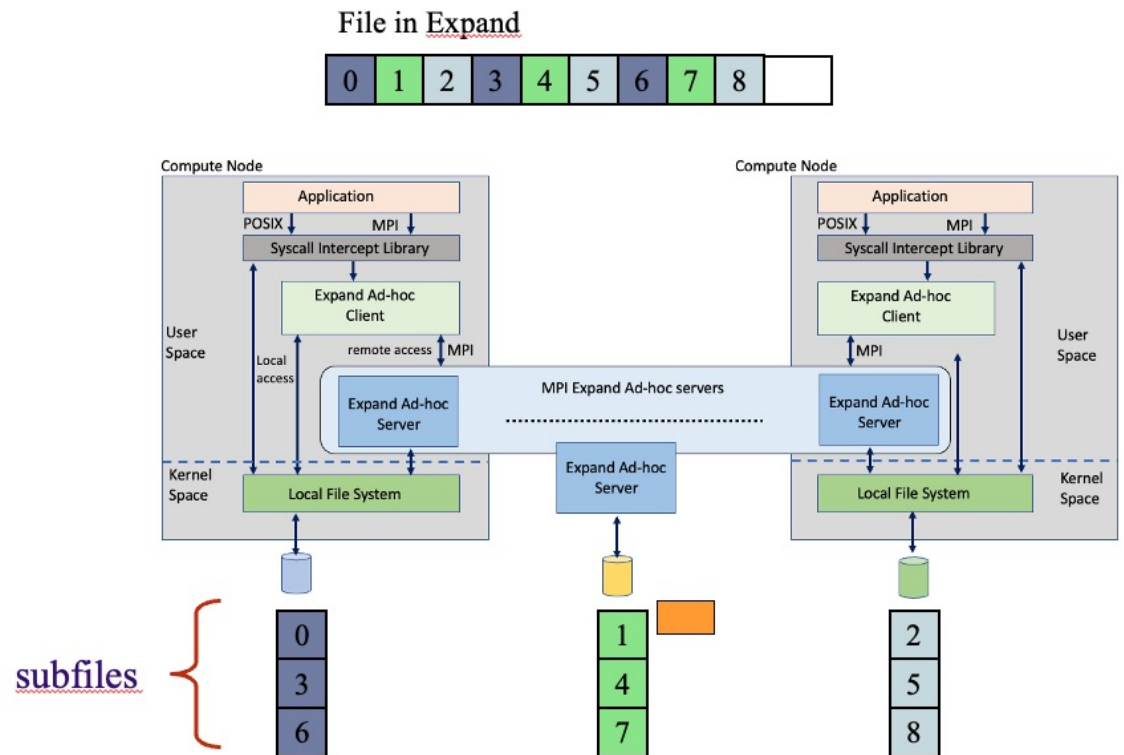 File in Expand
0 1 2 3 4 5 6 7 8
Compute Node
Application
POSIX
MPI
Syscall Intercept Library
Expand Ad-hoc
Client
User
Space
Local
access
remote access
MPI
Expand Ad-hoc
Server
Kernel
Space
Local File System
MPI Expand Ad-hoc servers
Expand Ad-hoc
Server
Compute Node
Application
POSIX
MPI
Syscall Intercept Library
Expand Ad-hoc
Client
User
Space
MPI
Expand Ad-hoc
Server
Local File System
Kernel
Space
subfiles
0
3
6
1
4
7
2
5
8